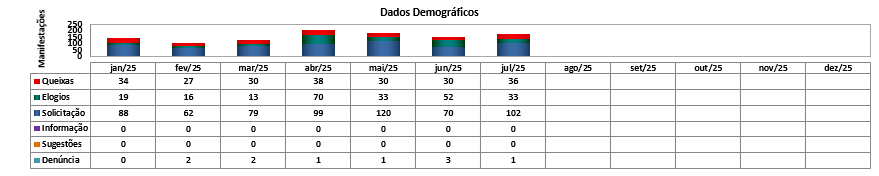 Dados Demográficos
Manifestações
250
200
150
100
50
0
jan/25 fev/25 mar/25 abr/25 mai/25 jun/25 jul/25 ago/25 set/25 out/25 nov/25 dez/25
Queixas 34 27 30 38 30 30 36
Elogios 19 16 13 70 33 52 33
Solicitação 88 62 79 99 120 70 102
Informação 0 0 0 0 0 0 0
Sugestões 0 0 0 0 0 0 0
Denúncia 0 2 2 1 1 3 1